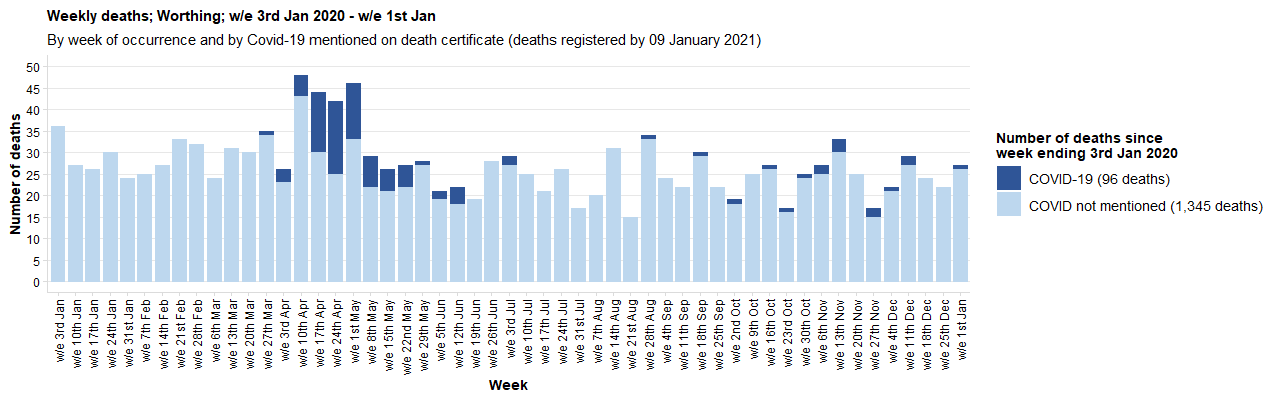 Weekly deaths; Worthing; w/e 3rd Jan 2020 - w/e 1st Jan
By week of occurrence and by Covid-19 mentioned on death certificate (deaths registered by 09 January 2021)
Number of deaths
50
45
40
35
30
25
20
15
10
5
0
w/e 3rd Jan
w/e 10th Jan
w/e 17th Jan
w/e 24th Jan
w/e 31st Jan
w/e 7th Feb
w/e 14th Feb
w/e 21st Feb
w/e 28th Feb
w/e 6th Mar
w/e 13th Mar
w/e 20th Mar
w/e 27th Mar
w/e 3rd Apr
w/e 10th Apr
w/e 17th Apr
w/e 24th Apr
w/e 1st May
w/e 8th May
w/e 15th May
w/e 22nd May
w/e 29th May
w/e 5th Jun
w/e 12th Jun
w/e 19th Jun
w/e 26th Jun
w/e 3rd Jul
w/e 10th Jul
w/e 17th Jul
w/e 24th Jul
w/e 31st Jul
w/e 7th Aug
w/e 14th Aug
w/e 21st Aug
w/e 28th Aug
w/e 4th Sep
w/e 11th Sep
w/e 18th Sep
w/e 25th Sep
w/e 2nd Oct
w/e 9th Oct
w/e 16th Oct
w/e 23rd Oct
w/e 30th Oct
w/e 6th Nov
w/e 13th Nov
w/e 20th Nov
w/e 27th Nov
w/e 4th Dec
w/e 11th Dec
w/e 18th Dec
w/e 25th Dec
w/e 1st Jan
Week
Number of deaths since
week ending 3rd Jan 2020
COVID-19 (96 deaths)
COVID not mentioned (1,345 deaths)